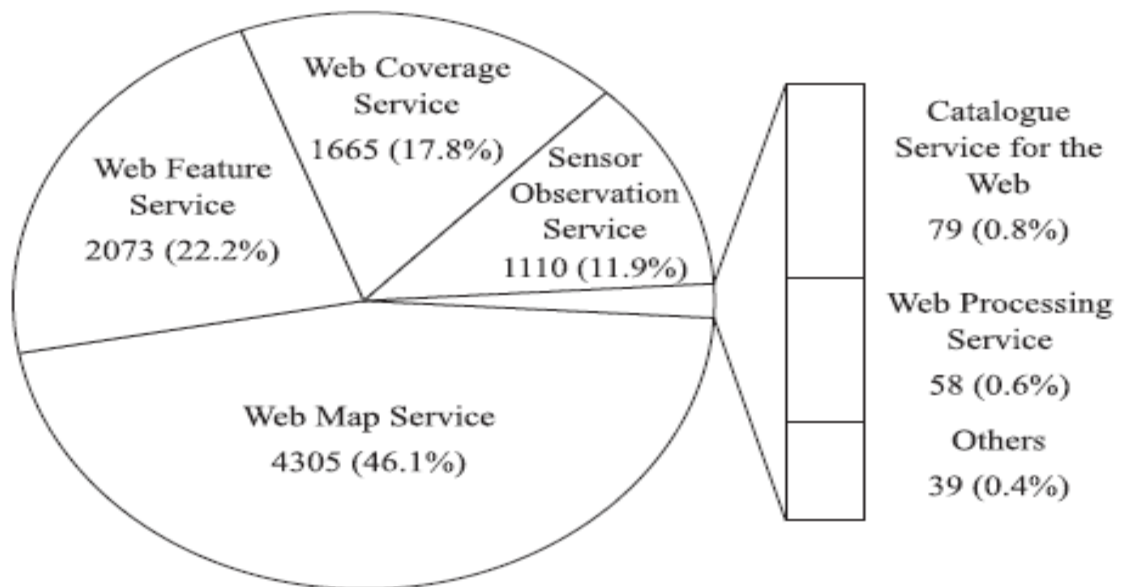 Web Coverage
Service
1665 (17.8%)
Web Feature
Service
2073 (22.2%)
Sensor
Observation
Service
1110 (11.9%)
Web Map Service
4305 (46.1%)
Catalogue
Service for the
Web
79 (0.8%)
Web Processing
Service
58 (0.6%)
Others
39 (0.4%)